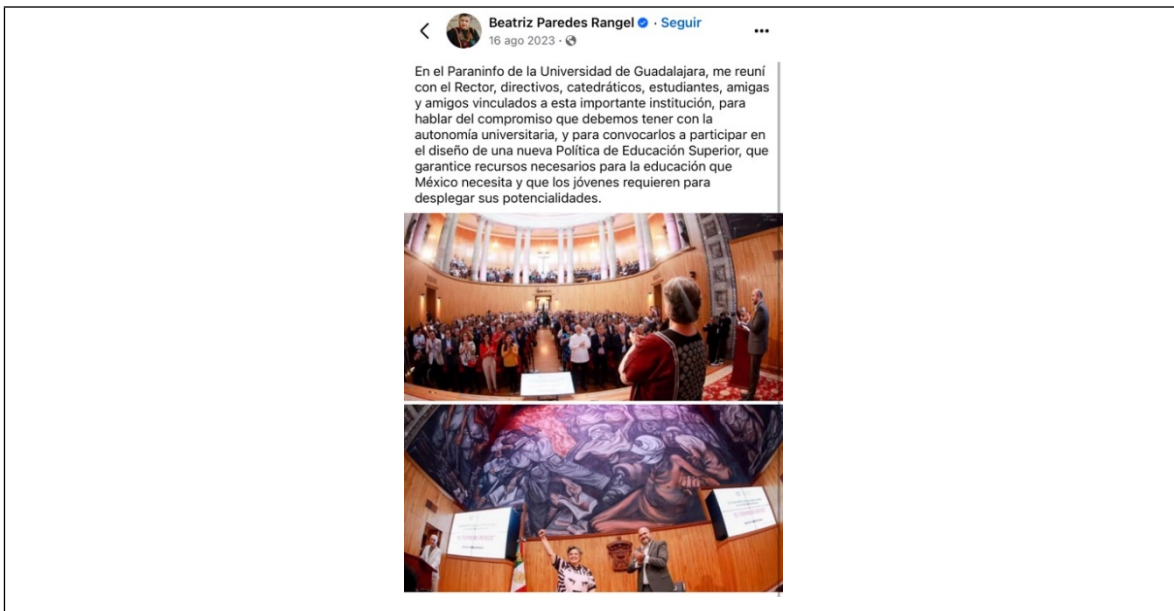 Beatriz Paredes Rangel · Seguir
16 ago 2023 ·
En el Paraninfo de la Universidad de Guadalajara, me reuní
con el Rector, directivos, catedráticos, estudiantes, amigas
y amigos vinculados a esta importante institución, para
hablar del compromiso que debemos tener con la
autonomía universitaria, y para convocarlos a participar en
el diseño de una nueva Política de Educación Superior, que
garantice recursos necesarios para la educación que
México necesita y que los jóvenes requieren para
desplegar sus potencialidades.